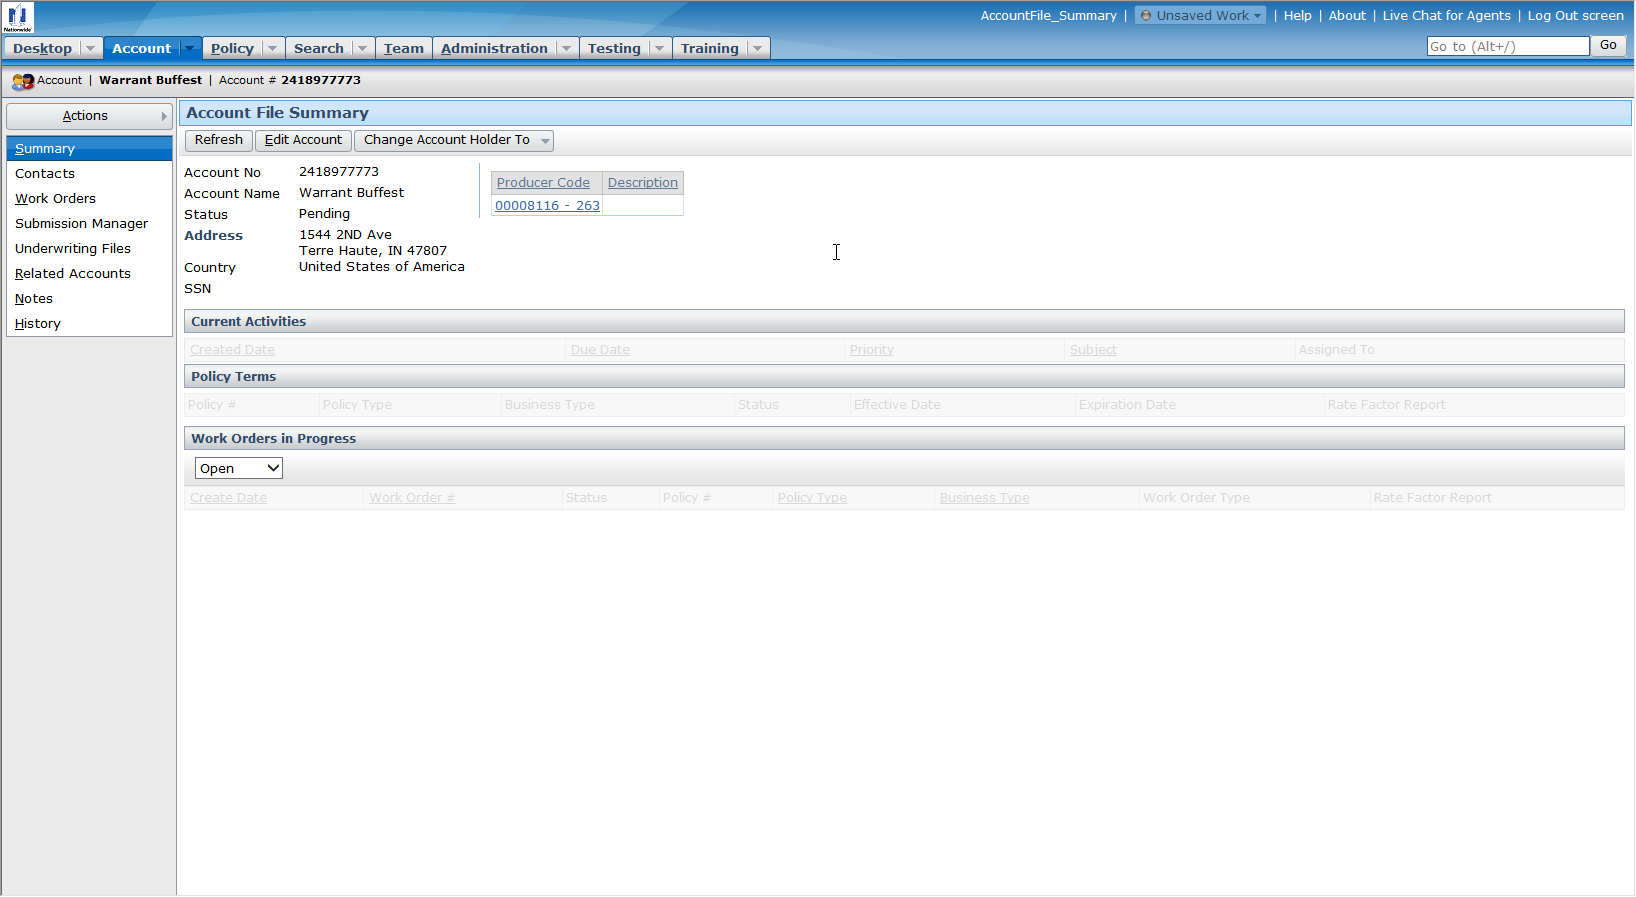 Nationwide
AccountFile_Summary | Unsaved Work | Help | About | Live Chat for Agents | Log Out screen
Desktop Account Policy Search Team Administration Testing Training Go to (Alt+/) Go
Account | Warrant Buffest | Account # 2418977773
Actions
Summary
Contacts
Work Orders
Submission Manager
Underwriting Files
Related Accounts
Notes
History
Account File Summary
Refresh Edit Account Change Account Holder To
Account No 2418977773
Account Name Warrant Buffest
Status Pending
Address 1544 2ND Ave
Terre Haute, IN 47807
Country United States of America
SSN
Producer Code Description
00008116 - 263
Current Activities
Created Date Due Date Priority Subject Assigned To
Policy Terms
Policy # Policy Type Business Type Status Effective Date Expiration Date Rate Factor Report
Work Orders in Progress
Open
Create Date Work Order # Status Policy # Policy Type Business Type Work Order Type Rate Factor Report